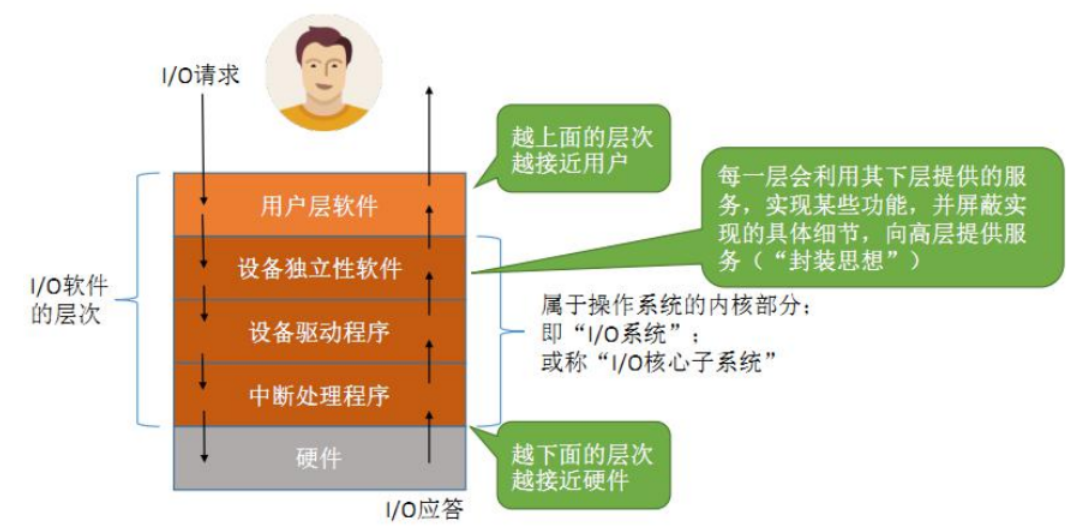 I/O请求
越上面的层次
越接近用户
每一层会利用其下层提供的服
务，实现某些功能，并屏蔽实
现的具体细节，向高层提供服
务（“封装思想”）
用户层软件
设备独立性软件
设备驱动程序
中断处理程序
硬件
I/O软件
的层次
属于操作系统的内核部分；
即“I/O系统”；
或称“I/O核心子系统”
越下面的层次
越接近硬件
I/O应答